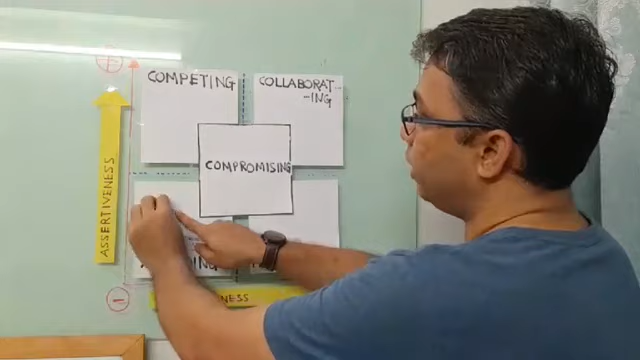 +
COMPETING
COLLABORAT-
-ING
COMPROMISING
ASSERTIVENESS
-